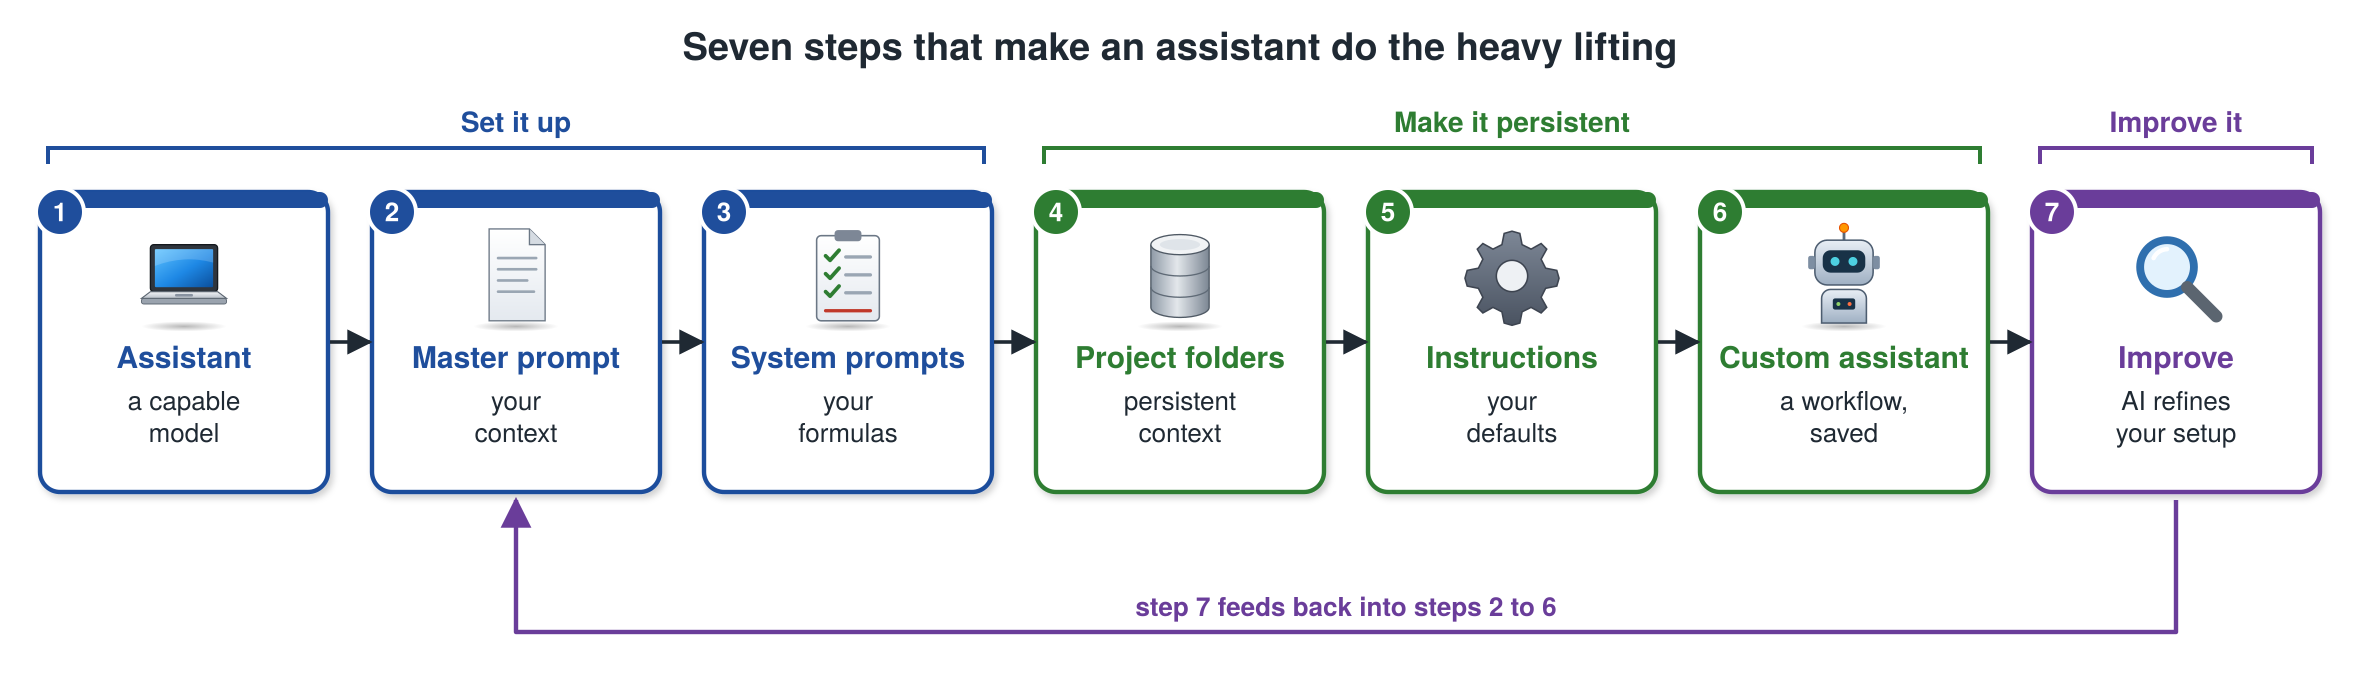 Seven steps that make an assistant do the heavy lifting
Set it up
Make it persistent
Improve it
1
2
3
4
5
6
7
Assistant
a capable
model
Master prompt
your
context
System prompts
your
formulas
Project folders
persistent
context
Instructions
your
defaults
Custom assistant
a workflow,
saved
Improve
AI refines
your setup
step 7 feeds back into steps 2 to 6